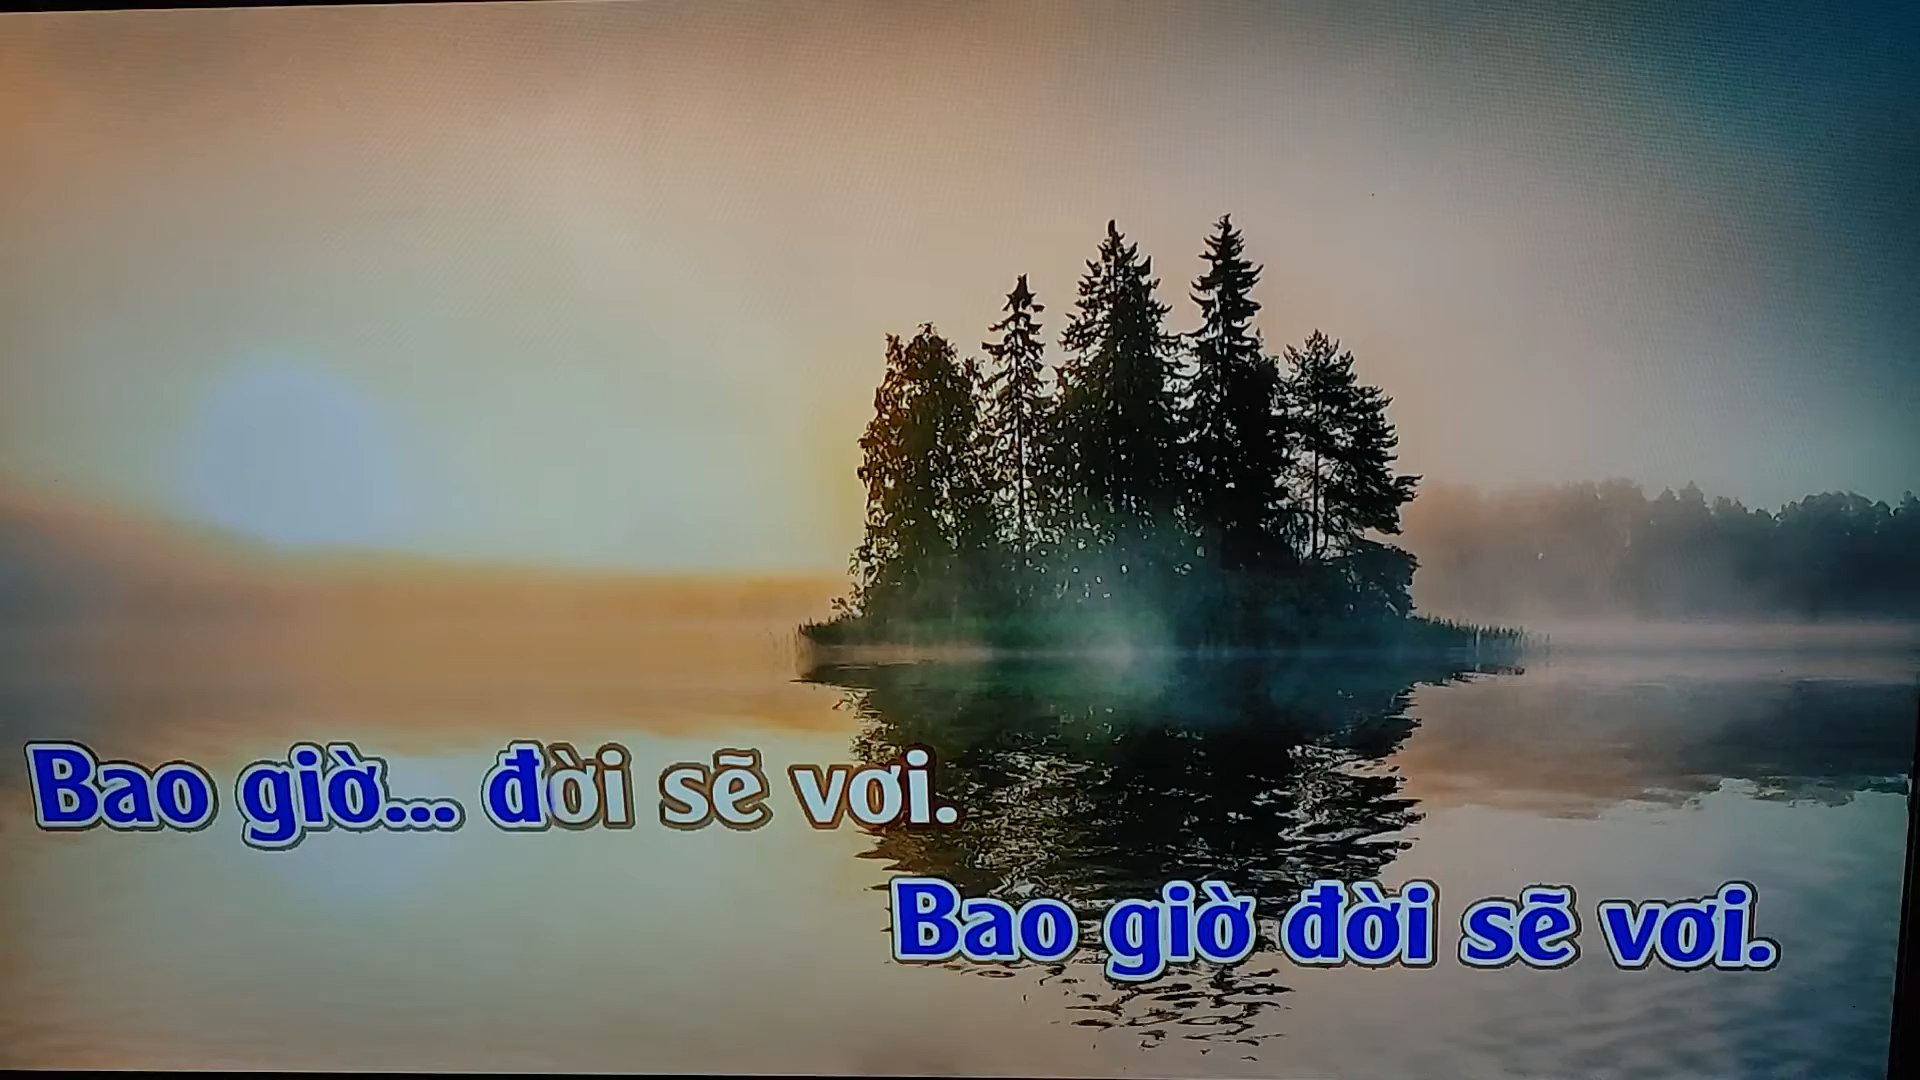 Bao giờ... đời sẽ vơi.
Bao giờ đời sẽ vơi.